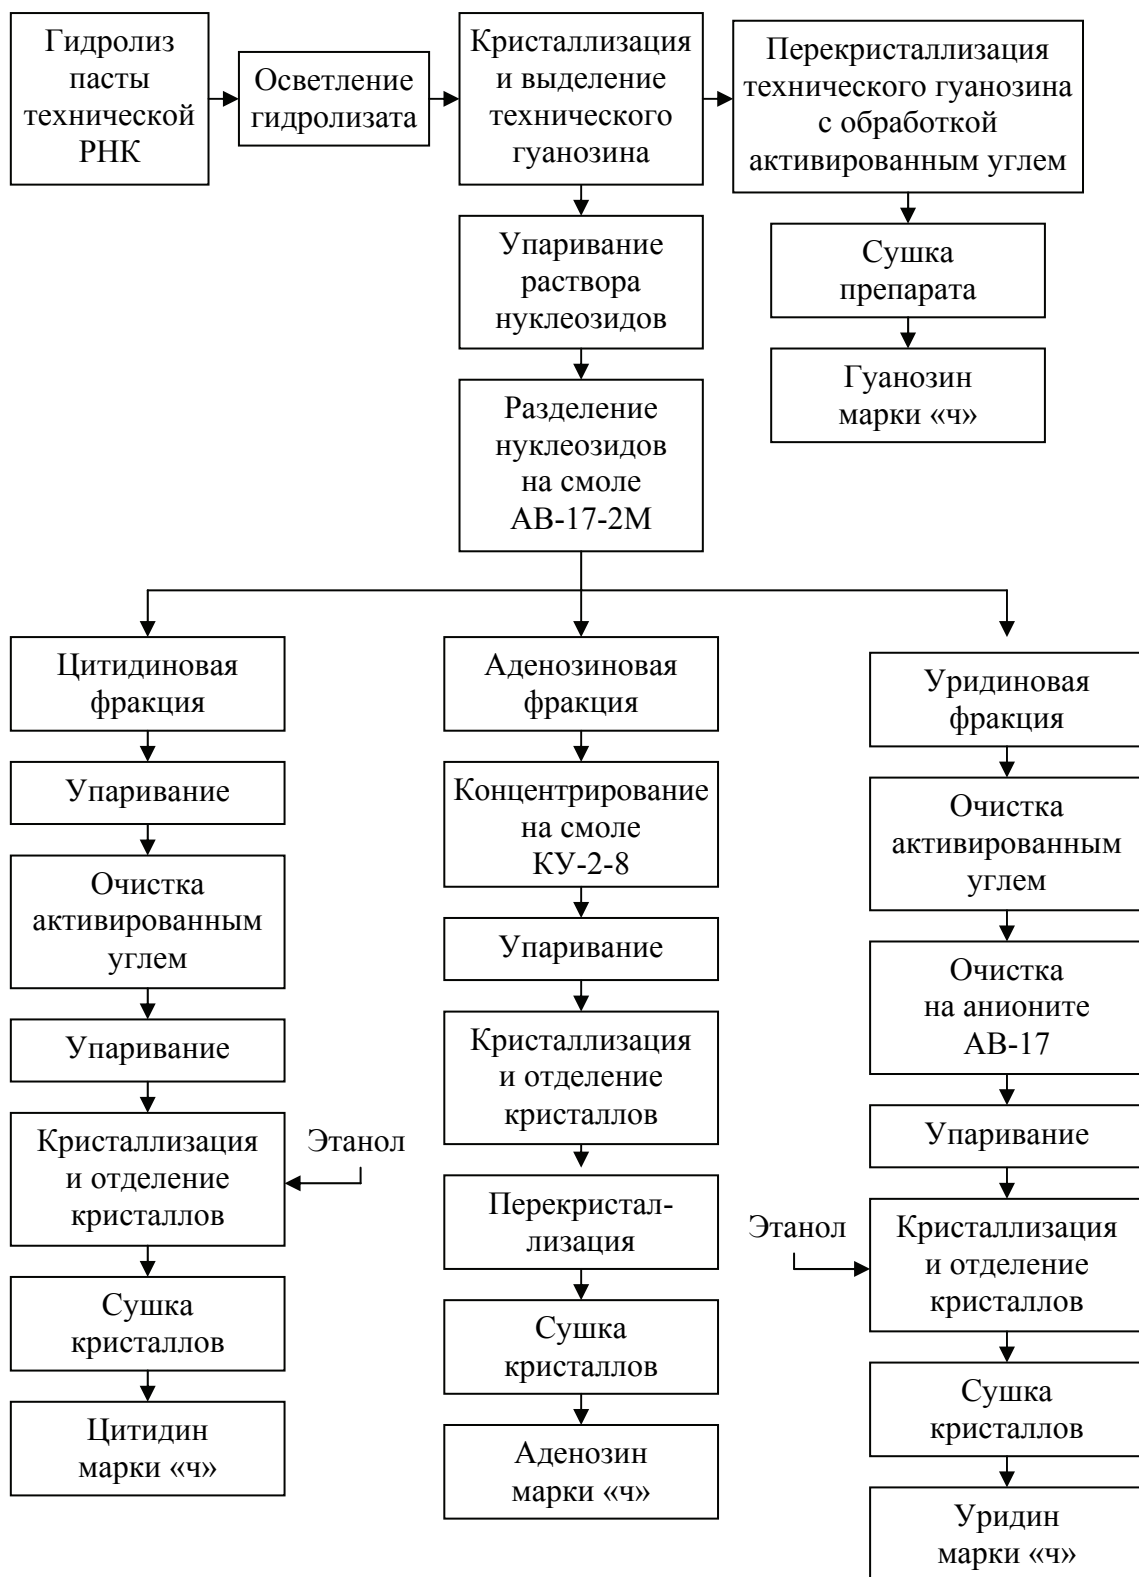 Гидролиз
пасты
технической
РНК
Осветление
гидролизата
Кристаллизация
и выделение
технического
гуанозина
Перекристаллизация
технического гуанозина
с обработкой
активированным углем
Сушка
препарата
Гуанозин
марки «ч»
Упаривание
раствора
нуклеозидов
Разделение
нуклеозидов
на смоле
АВ-17-2М
Цитидиновая
фракция
Упаривание
Очистка
активированным
углем
Упаривание
Кристаллизация
и отделение
кристаллов
Этанол
Сушка
кристаллов
Цитидин
марки «ч»
Аденозиновая
фракция
Концентрирование
на смоле
КУ-2-8
Упаривание
Кристаллизация
и отделение
кристаллов
Перекристал-
лизация
Сушка
кристаллов
Аденозин
марки «ч»
Уридиновая
фракция
Очистка
активированным
углем
Очистка
на анионите
АВ-17
Упаривание
Этанол
Кристаллизация
и отделение
кристаллов
Сушка
кристаллов
Уридин
марки «ч»